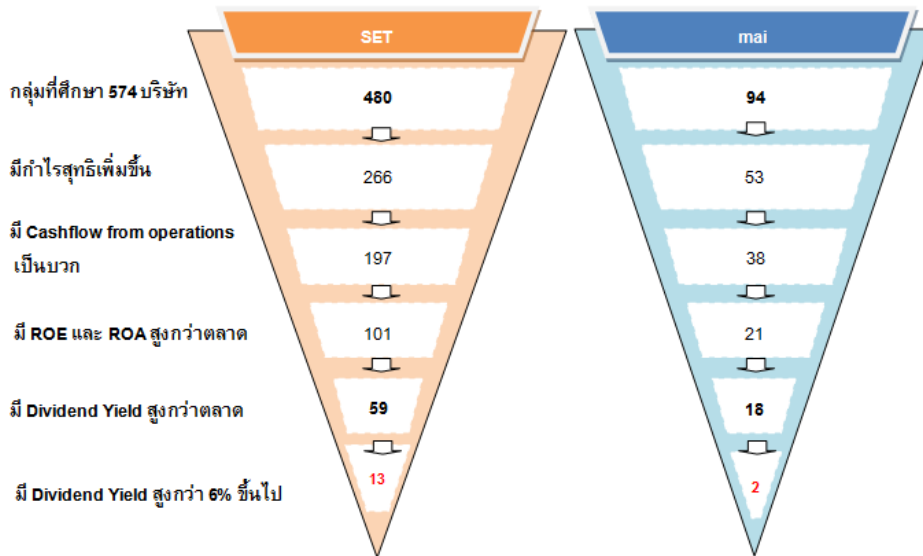 SET
mai
กลุ่มที่ศึกษา 574 บริษัท
480
94
มีกำไรสุทธิเพิ่มขึ้น
266
53
มี Cashflow from operations
เป็นบวก
197
38
มี ROE และ ROA สูงกว่าตลาด
101
21
มี Dividend Yield สูงกว่าตลาด
59
18
มี Dividend Yield สูงกว่า 6% ขึ้นไป
13
2